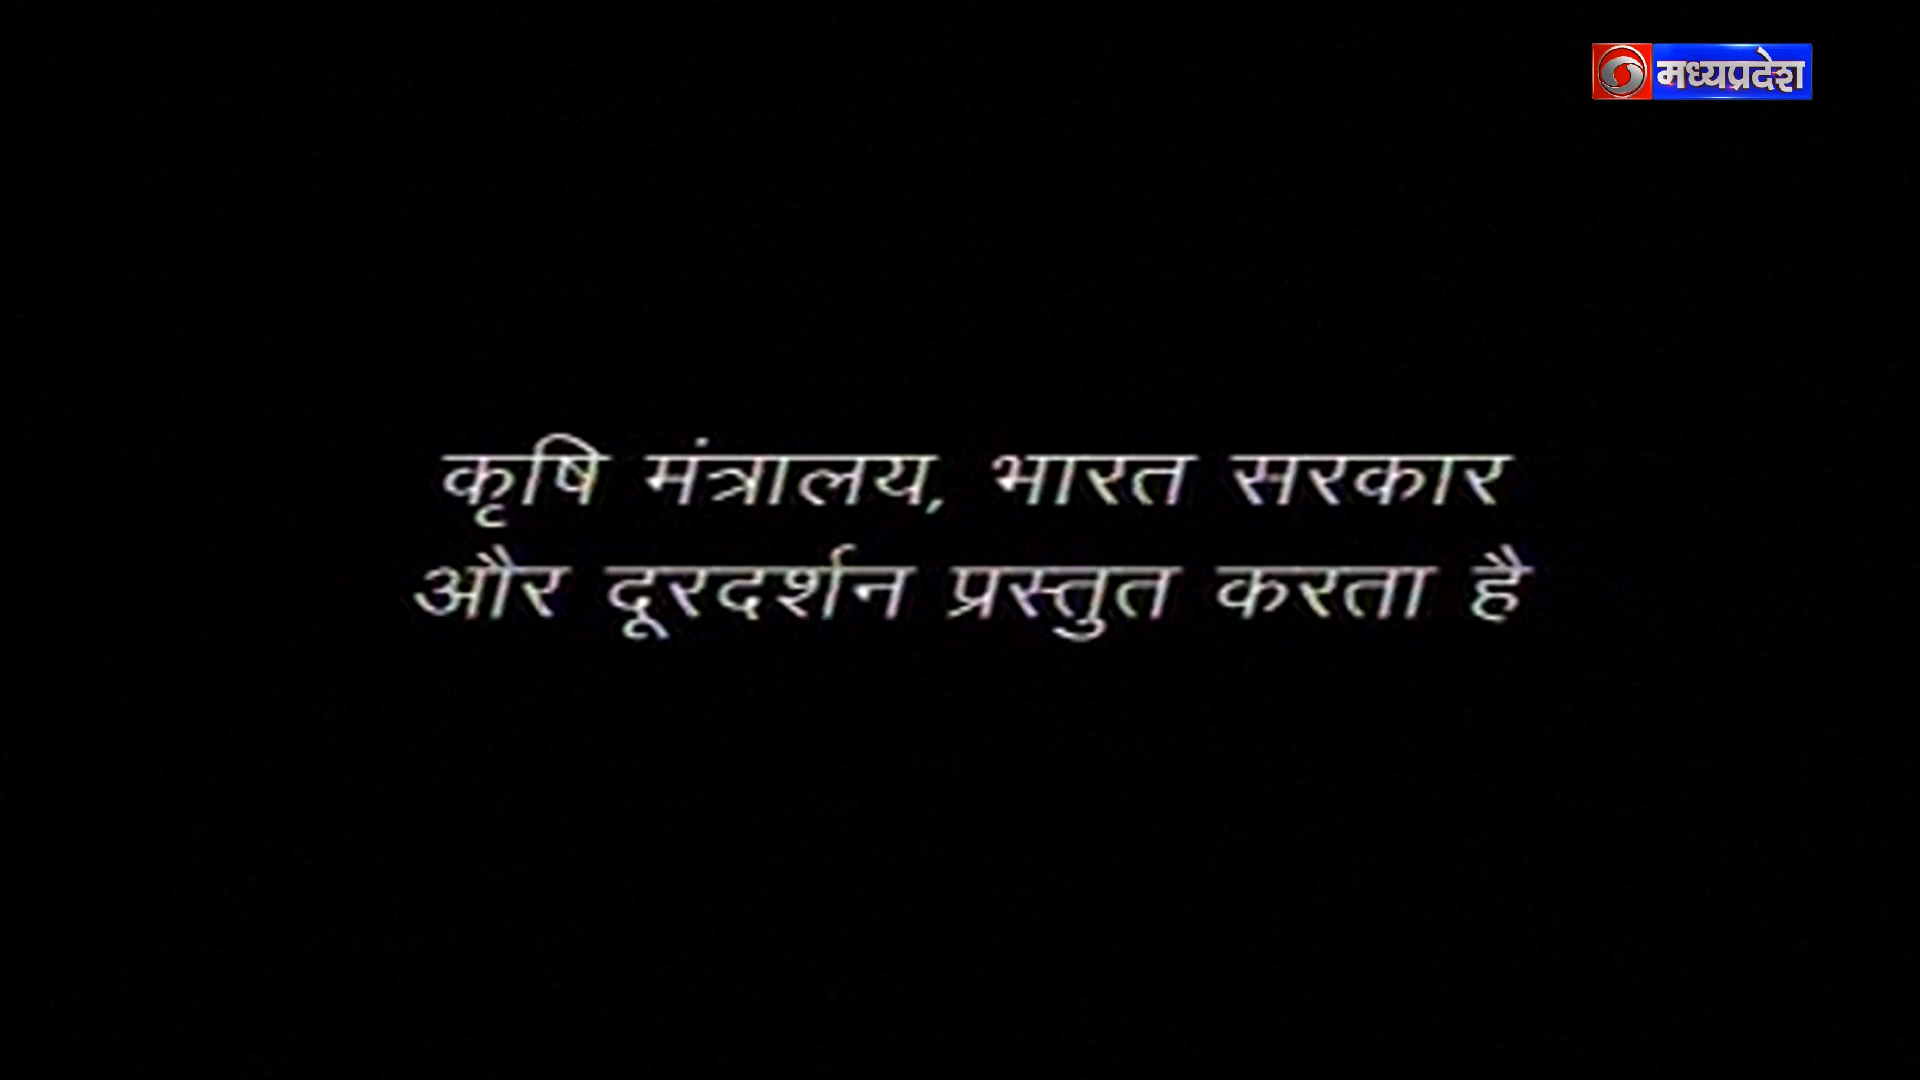 मध्यप्रदेश
कृषि मंत्रालय, भारत सरकार
और दूरदर्शन प्रस्तुत करता है